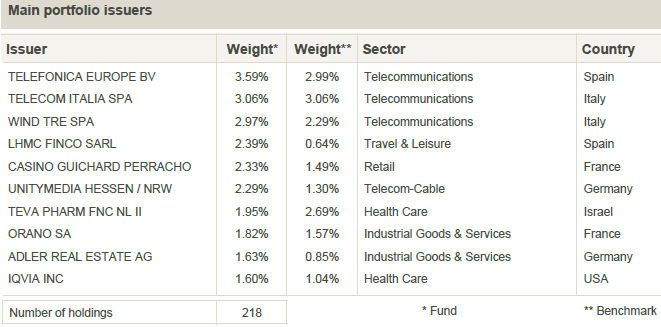 Main portfolio issuers
Issuer Weight* Weight** Sector Country
TELEFONICA EUROPE BV 3.59% 2.99% Telecommunications Spain
TELECOM ITALIA SPA 3.06% 3.06% Telecommunications Italy
WIND TRE SPA 2.97% 2.29% Telecommunications Italy
LHMC FINCO SARL 2.39% 0.64% Travel & Leisure Spain
CASINO GUICHARD PERRACHO 2.33% 1.49% Retail France
UNITYMEDIA HESSEN / NRW 2.29% 1.30% Telecom-Cable Germany
TEVA PHARM FNC NL II 1.95% 2.69% Health Care Israel
ORANO SA 1.82% 1.57% Industrial Goods & Services France
ADLER REAL ESTATE AG 1.63% 0.85% Industrial Goods & Services Germany
IQVIA INC 1.60% 1.04% Health Care USA
Number of holdings 218 * Fund ** Benchmark